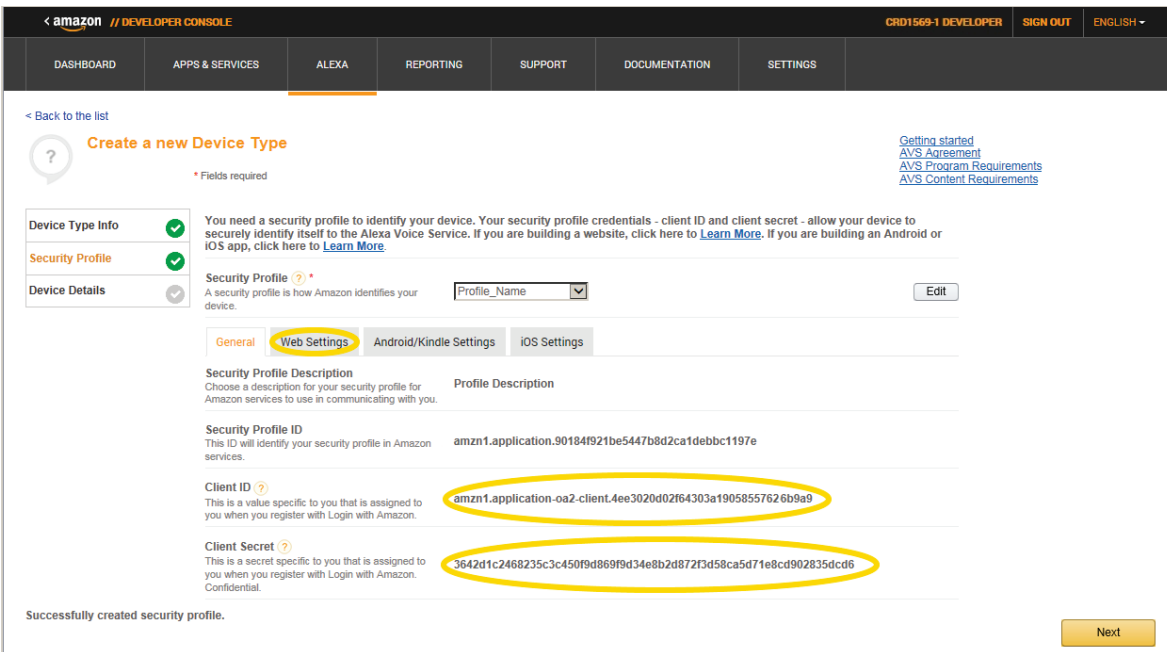 < amazon // DEVELOPER CONSOLE
CRD1569-1 DEVELOPER
SIGN OUT
ENGLISH
DASHBOARD
APPS & SERVICES
ALEXA
REPORTING
SUPPORT
DOCUMENTATION
SETTINGS
< Back to the list
?
Create a new Device Type
* Fields required
Getting started
AVS Agreement
AVS Program Requirements
AVS Content Requirements
Device Type Info
Security Profile
Device Details
You need a security profile to identify your device. Your security profile credentials - client ID and client secret - allow your device to
securely identify itself to the Alexa Voice Service. If you are building a website, click here to Learn More. If you are building an Android or
iOS app, click here to Learn More.
Security Profile ? *
A security profile is how Amazon identifies your
device.
Profile_Name
Edit
General
Web Settings
Android/Kindle Settings
iOS Settings
Security Profile Description
Choose a description for your security profile for
Amazon services to use in communicating with you.
Profile Description
Security Profile ID
This ID will identify your security profile in Amazon
services.
amzn1.application.90184f921be5447b8d2ca1debbc1197e
Client ID ?
This is a value specific to you that is assigned to
you when you register with Login with Amazon.
amzn1.application-oa2-client.4ee3020d02f64303a19058557626b9a9
Client Secret ?
This is a secret specific to you that is assigned to
you when you register with Login with Amazon.
Confidential.
3642d1c2468235c3c450f9d869f9d34e8b2d872f3d58ca5d71e8cd902835dcd6
Successfully created security profile.
Next